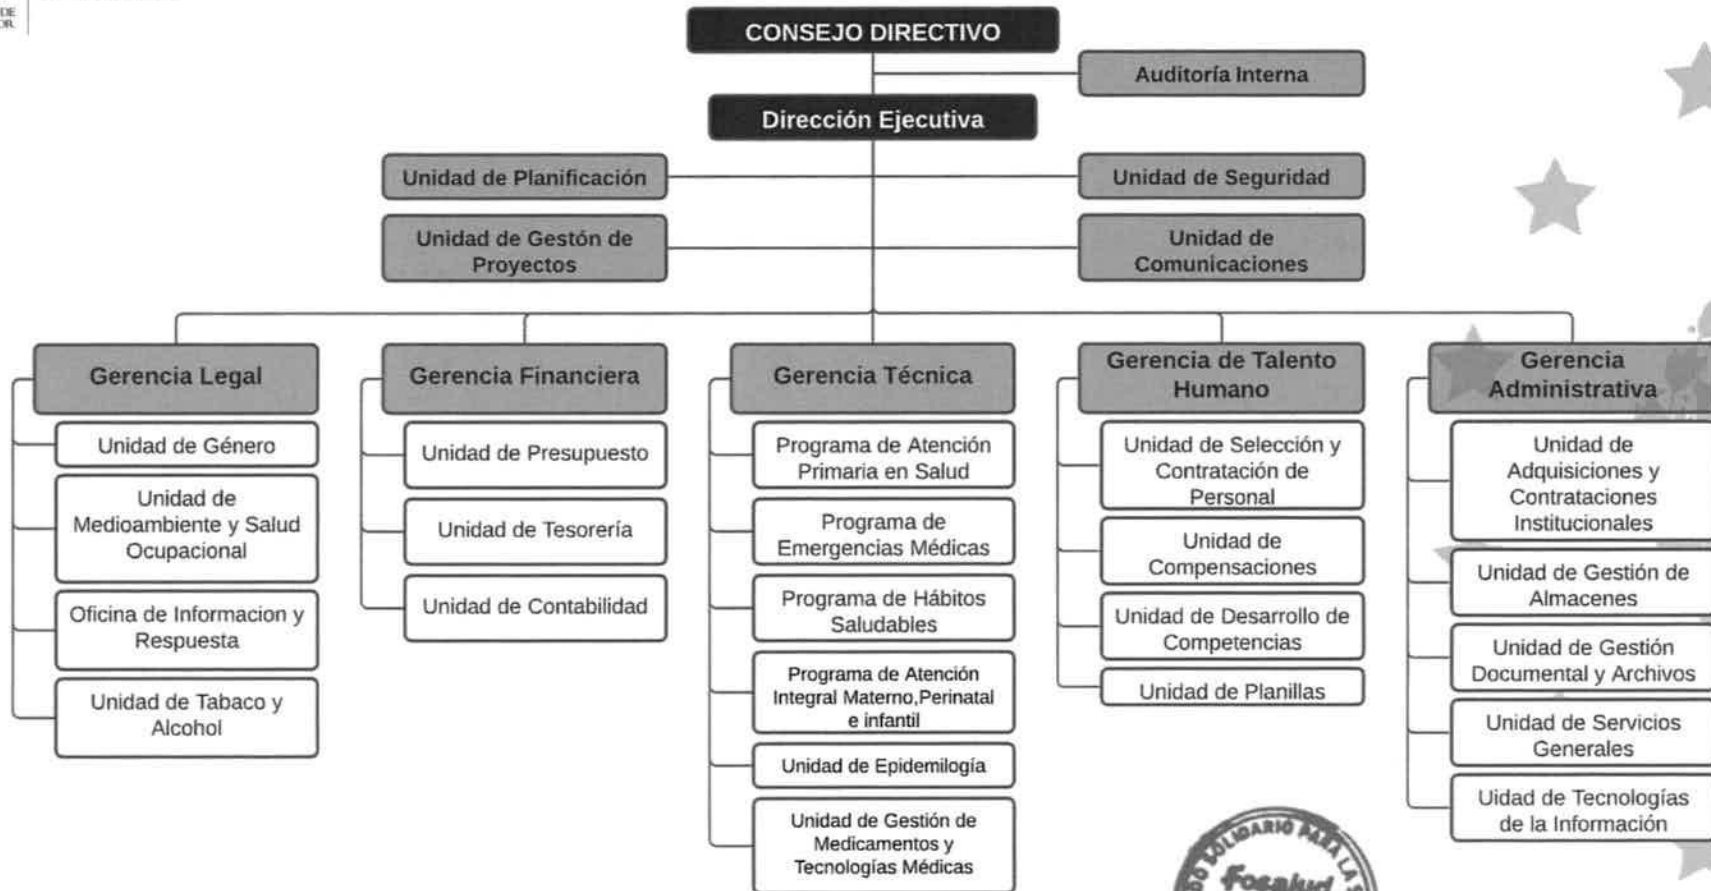 DE
OR
CONSEJO DIRECTIVO
Auditoría Interna
Dirección Ejecutiva
Unidad de Planificación
Unidad de Seguridad
Unidad de Gestón de
Proyectos
Unidad de
Comunicaciones
Gerencia Legal
Unidad de Género
Unidad de
Medioambiente y Salud
Ocupacional
Oficina de Informacion y
Respuesta
Unidad de Tabaco y
Alcohol
Gerencia Financiera
Unidad de Presupuesto
Unidad de Tesorería
Unidad de Contabilidad
Gerencia Técnica
Programa de Atención
Primaria en Salud
Programa de
Emergencias Médicas
Programa de Hábitos
Saludables
Programa de Atención
Integral Materno,Perinatal
e infantil
Unidad de Epidemilogía
Unidad de Gestión de
Medicamentos y
Tecnologías Médicas
Gerencia de Talento
Humano
Unidad de Selección y
Contratación de
Personal
Unidad de
Compensaciones
Unidad de Desarrollo de
Competencias
Unidad de Planillas
Gerencia
Administrativa
Unidad de
Adquisiciones y
Contrataciones
Institucionales
Unidad de Gestión de
Almacenes
Unidad de Gestión
Documental y Archivos
Unidad de Servicios
Generales
Uidad de Tecnologías
de la Información
DO SOLIDARIO PARA LA S
Fosalud